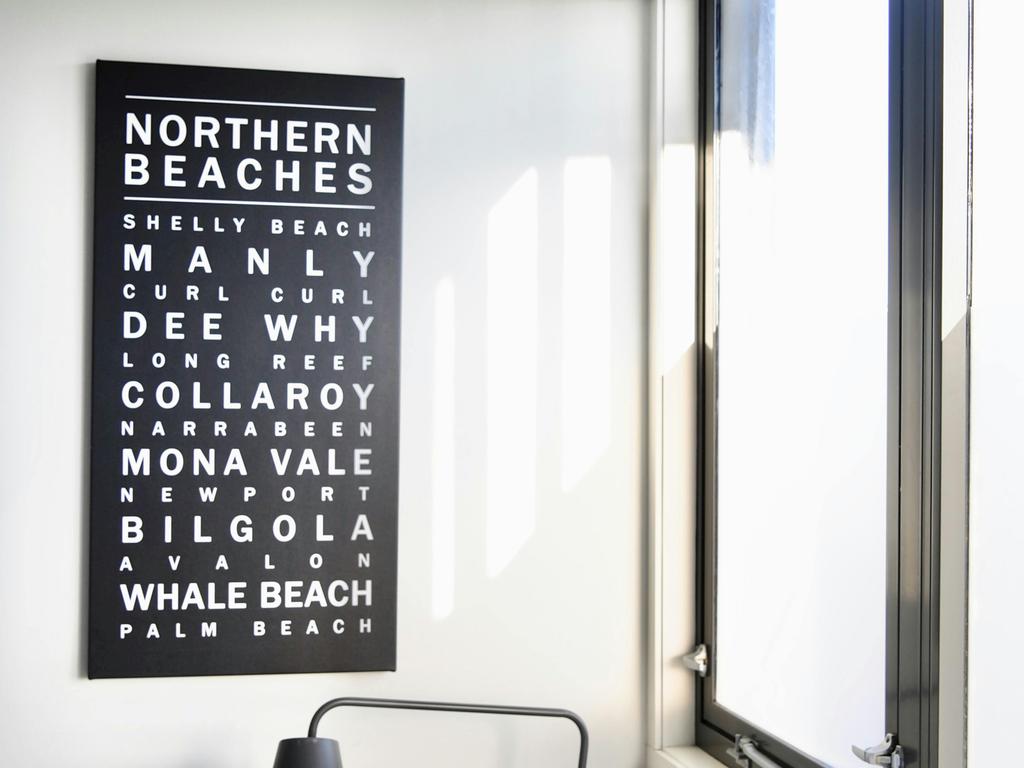 NORTHERN
BEACHES
SHELLY BEACH
MANLY
CURL CURL
DEE WHY
LONG REEF
COLLAROY
NARRABEEN
MONA VALE
NEWPORT
BILGOLA
AVALON
WHALE BEACH
PALM BEACH